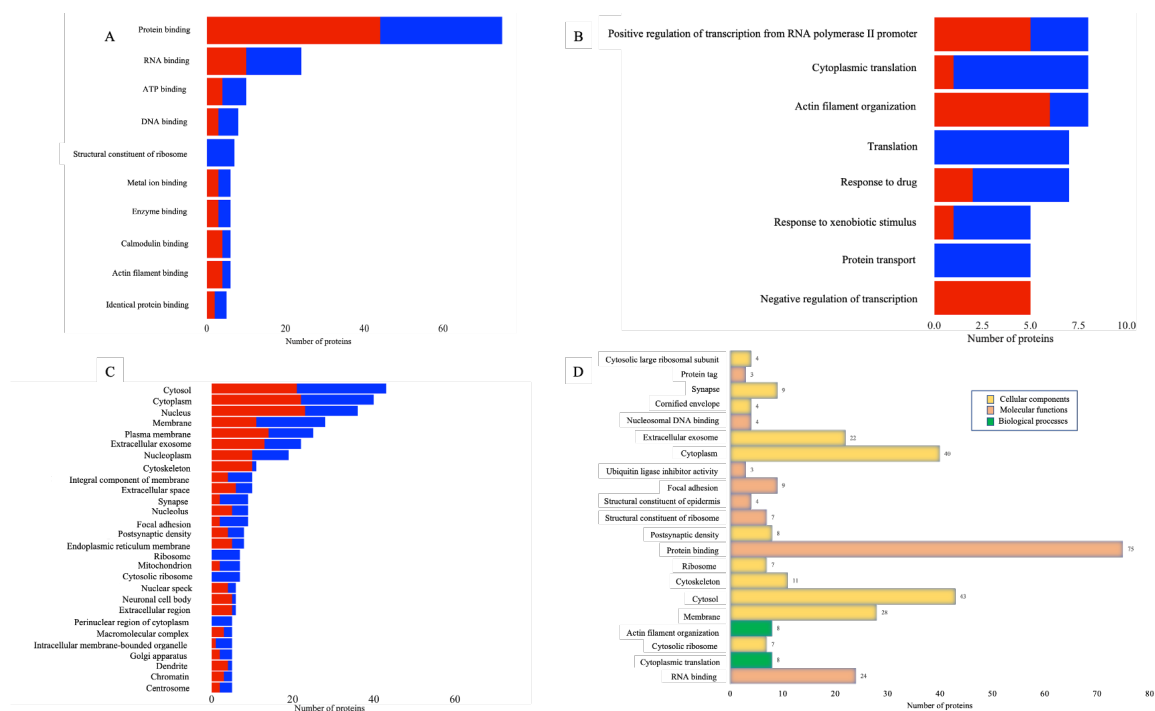 A
Protein binding
RNA binding
ATP binding
DNA binding
Structural constituent of ribosome
Metal ion binding
Enzyme binding
Calmodulin binding
Actin filament binding
Identical protein binding
0 20 40 60
Number of proteins
B
Positive regulation of transcription from RNA polymerase II promoter
Cytoplasmic translation
Actin filament organization
Translation
Response to drug
Response to xenobiotic stimulus
Protein transport
Negative regulation of transcription
0.0 2.5 5.0 7.5 10.0
Number of proteins
C
Cytosol
Cytoplasm
Nucleus
Membrane
Plasma membrane
Extracellular exosome
Nucleoplasm
Cytoskeleton
Integral component of membrane
Extracellular space
Synapse
Nucleolus
Focal adhesion
Postsynaptic density
Endoplasmic reticulum membrane
Ribosome
Mitochondrion
Cytosolic ribosome
Nuclear speck
Neuronal cell body
Extracellular region
Perinuclear region of cytoplasm
Macromolecular complex
Intracellular membrane-bounded organelle
Golgi apparatus
Dendrite
Chromatin
Centrosome
0 20 40 60
Number of proteins
D
Cytosolic large ribosomal subunit 4
Protein tag 3
Synapse 9
Cornified envelope 4
Nucleosomal DNA binding 4
Extracellular exosome 22
Cytoplasm 40
Ubiquitin ligase inhibitor activity 3
Focal adhesion 9
Structural constituent of epidermis 4
Structural constituent of ribosome 7
Postsynaptic density 8
Protein binding 75
Ribosome 7
Cytoskeleton 11
Cytosol 43
Membrane 28
Actin filament organization 8
Cytosolic ribosome 7
Cytoplasmic translation 8
RNA binding 24
0 10 20 30 40 50 60 70 80
Number of proteins
Cellular components
Molecular functions
Biological processes